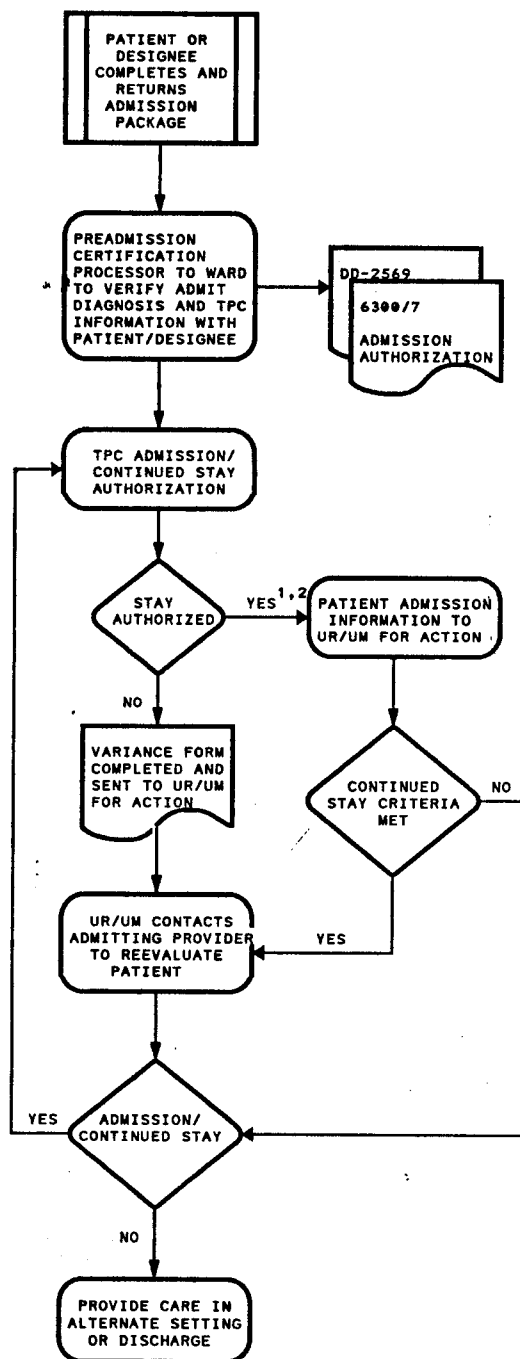 PATIENT OR
DESIGNEE
COMPLETES AND
RETURNS
ADMISSION
PACKAGE
PREADMISSION
CERTIFICATION
PROCESSOR TO WARD
TO VERIFY ADMIT
DIAGNOSIS AND TPC
INFORMATION WITH
PATIENT/DESIGNEE
DD-2569
6300/7
ADMISSION
AUTHORIZATION
TPC ADMISSION/
CONTINUED STAY
AUTHORIZATION
STAY
AUTHORIZED
YES 1,2
PATIENT ADMISSION
INFORMATION TO
UR/UM FOR ACTION
NO
VARIANCE FORM
COMPLETED AND
SENT TO UR/UM
FOR ACTION
CONTINUED
STAY CRITERIA
MET
NO
UR/UM CONTACTS
ADMITTING PROVIDER
TO REEVALUATE
PATIENT
YES
YES
ADMISSION/
CONTINUED STAY
NO
PROVIDE CARE IN
ALTERNATE SETTING
OR DISCHARGE